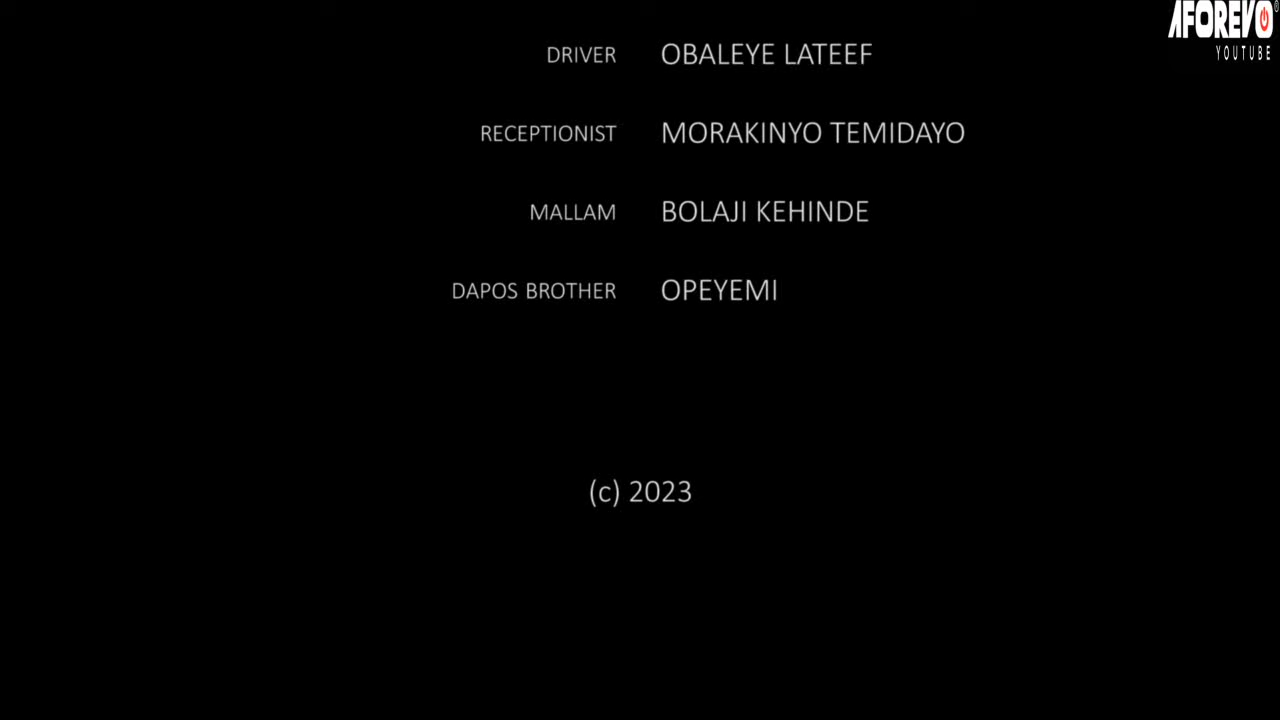 AFOREVO
YOUTUBE
DRIVER OBALEYE LATEEF
RECEPTIONIST MORAKINYO TEMIDAYO
MALLAM BOLAJI KEHINDE
DAPOS BROTHER OPEYEMI
(c) 2023